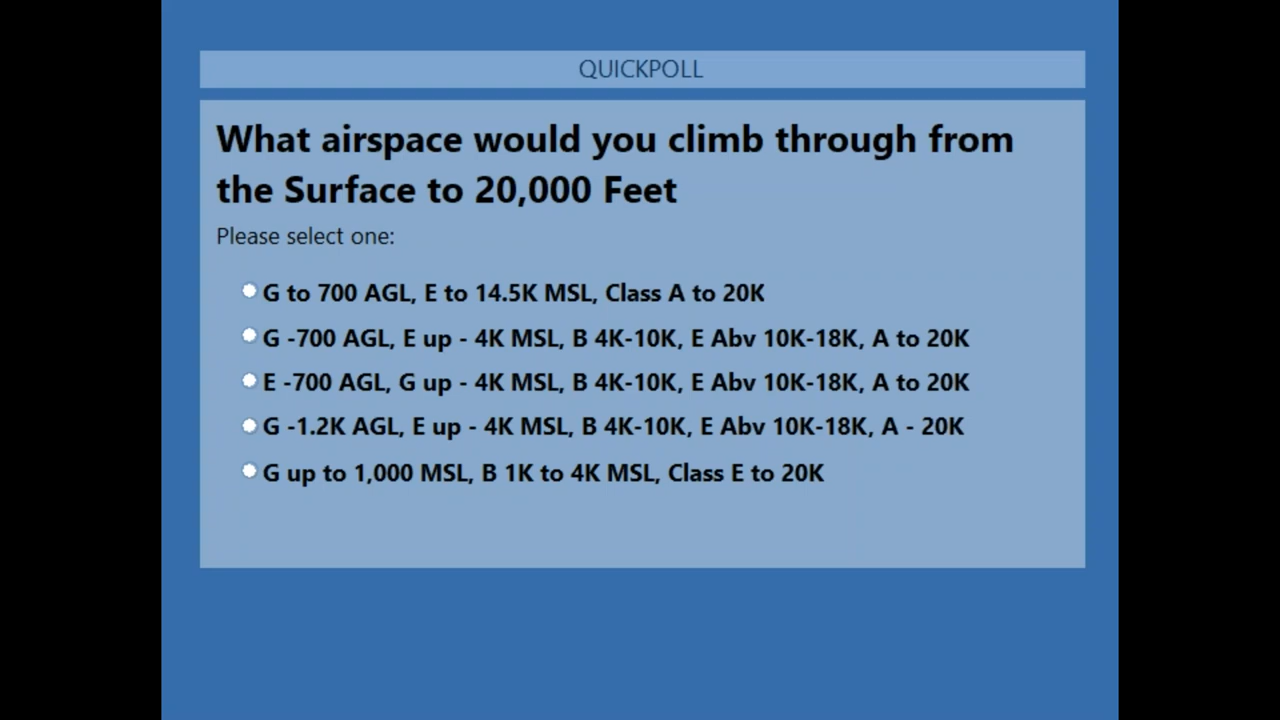 QUICKPOLL
What airspace would you climb through from
the Surface to 20,000 Feet
Please select one:
G to 700 AGL, E to 14.5K MSL, Class A to 20K
G -700 AGL, E up - 4K MSL, B 4K-10K, E Abv 10K-18K, A to 20K
E -700 AGL, G up - 4K MSL, B 4K-10K, E Abv 10K-18K, A to 20K
G -1.2K AGL, E up - 4K MSL, B 4K-10K, E Abv 10K-18K, A - 20K
G up to 1,000 MSL, B 1K to 4K MSL, Class E to 20K